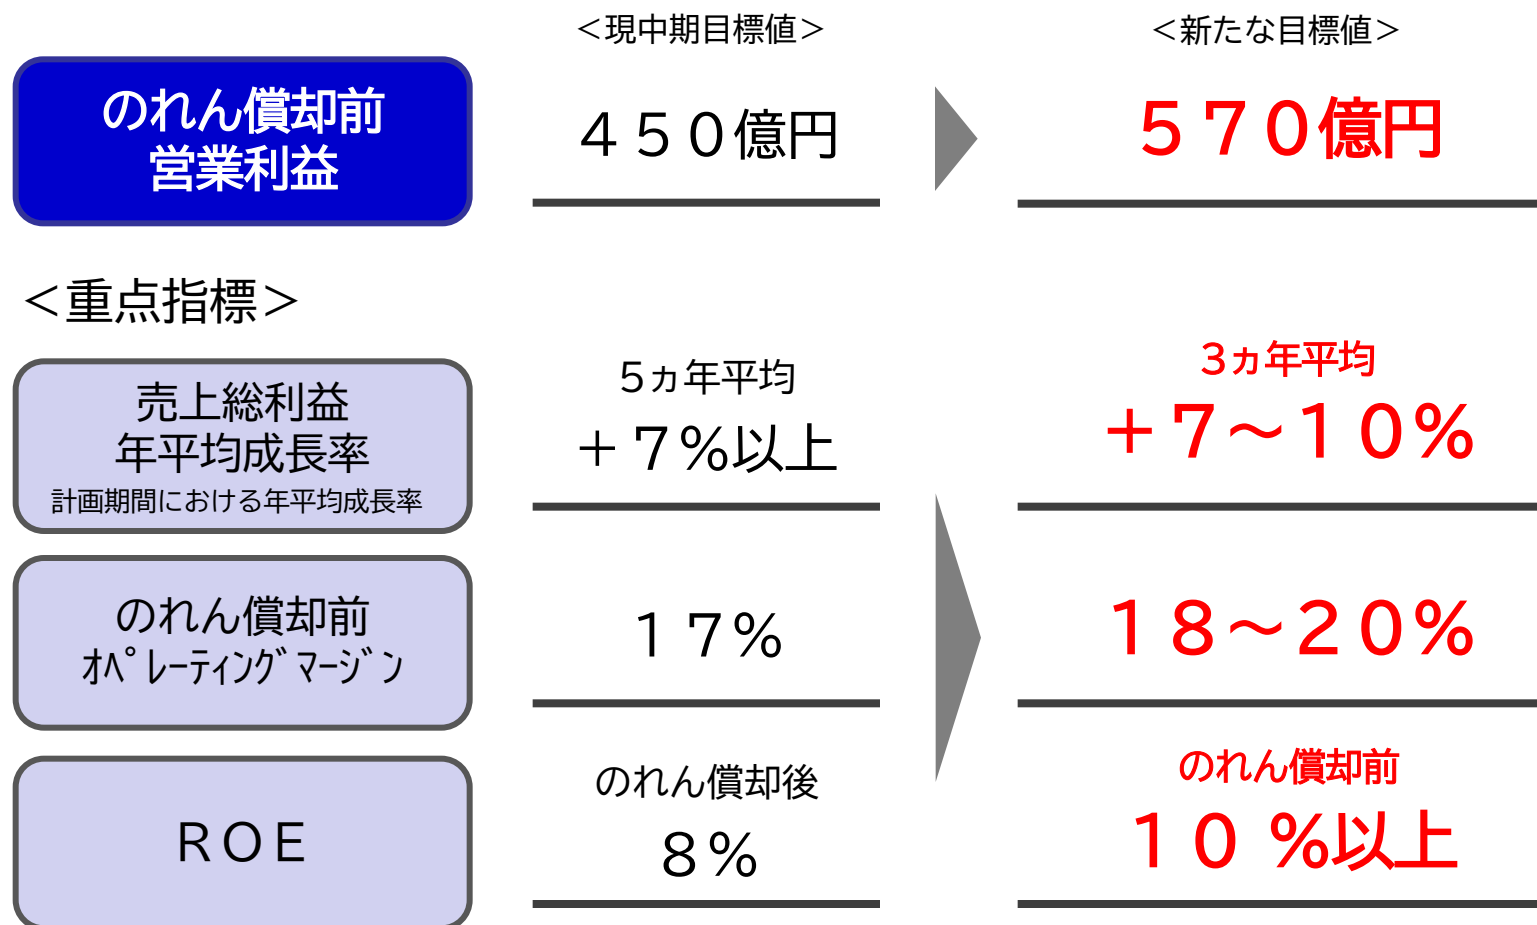 ＜現中期目標値＞
＜新たな目標値＞
のれん償却前
営業利益
４５０億円
５７０億円
＜重点指標＞
売上総利益
年平均成長率
計画期間における年平均成長率
５ヵ年平均
＋７％以上
３ヵ年平均
＋７～１０％
のれん償却前
ｵﾍﾟﾚｰﾃｨﾝｸﾞﾏｰｼﾞﾝ
１７％
１８～２０％
ＲＯＥ
のれん償却後
８％
のれん償却前
１０ ％以上